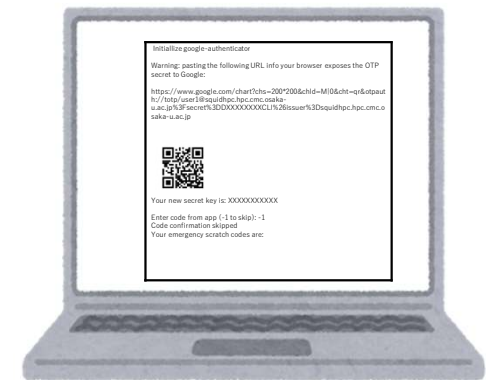 Initiallize google-authenticator
Warning: pasting the following URL info your browser exposes the OTP
secret to Google:
https://www.google.com/chart?chs=200*200&chld=M|0&cht=qr&otpaut
h://totp/user1@squidhpc.hpc.cmc.osaka-
u.ac.jp%3Fsecret%3DDXXXXXXXXCLI%26issuer%3Dsquidhpc.hpc.cmc.o
saka-u.ac.jp
Your new secret key is: XXXXXXXXXXX
Enter code from app (-1 to skip): -1
Code confirmation skipped
Your emergency scratch codes are: